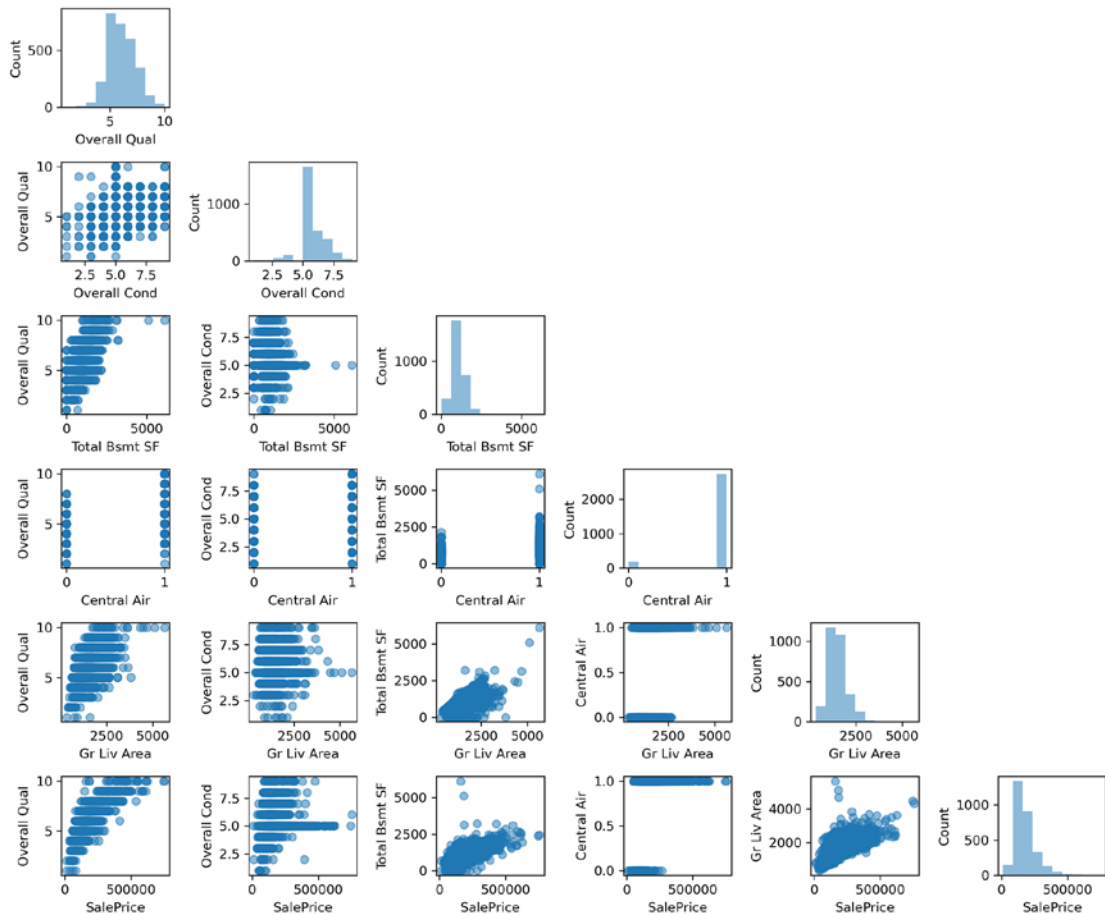 Count
500
0
5 10
Overall Qual
Overall Qual
10
5
2.5 5.0 7.5
Overall Cond
Count
1000
0
2.5 5.0 7.5
Overall Cond
Overall Qual
10
5
0 5000
Total Bsmt SF
Overall Cond
7.5
5.0
2.5
0 5000
Total Bsmt SF
Count
1000
0
0 5000
Total Bsmt SF
Overall Qual
10
5
0 1
Central Air
Overall Cond
7.5
5.0
2.5
0 1
Central Air
Total Bsmt SF
5000
2500
0
0 1
Central Air
Count
2000
1000
0
0 1
Central Air
Overall Qual
10
5
2500 5000
Gr Liv Area
Overall Cond
7.5
5.0
2.5
2500 5000
Gr Liv Area
Total Bsmt SF
5000
2500
0
2500 5000
Gr Liv Area
Central Air
1.0
0.5
0.0
2500 5000
Gr Liv Area
Count
1000
500
0
2500 5000
Gr Liv Area
Overall Qual
10
5
0 500000
SalePrice
Overall Cond
7.5
5.0
2.5
0 500000
SalePrice
Total Bsmt SF
5000
2500
0
0 500000
SalePrice
Central Air
1.0
0.5
0.0
0 500000
SalePrice
Gr Liv Area
4000
2000
0 500000
SalePrice
Count
1000
500
0
0 500000
SalePrice